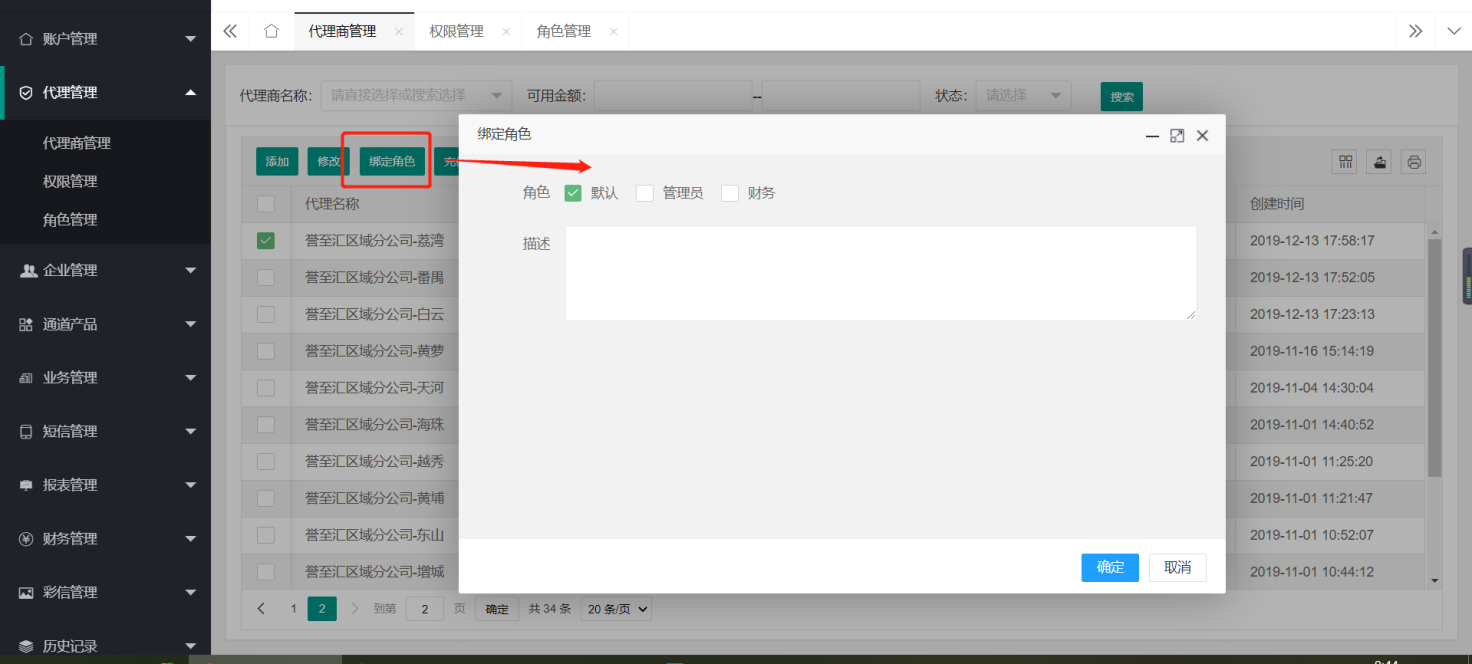 账户管理
代理管理
代理商管理
权限管理
角色管理
企业管理
通道产品
业务管理
短信管理
报表管理
财务管理
彩信管理
历史记录
代理商管理 权限管理 角色管理
代理商名称: 请直接选择或搜索选择 可用金额: -- 状态: 请选择 搜索
添加 修改 绑定角色
代理名称 创建时间
誉至汇区域分公司-荔湾 2019-12-13 17:58:17
誉至汇区域分公司-番禺 2019-12-13 17:52:05
誉至汇区域分公司-白云 2019-12-13 17:23:13
誉至汇区域分公司-黄萝 2019-11-16 15:14:19
誉至汇区域分公司-天河 2019-11-04 14:30:04
誉至汇区域分公司-海珠 2019-11-01 14:40:52
誉至汇区域分公司-越秀 2019-11-01 11:25:20
誉至汇区域分公司-黄埔 2019-11-01 11:21:47
誉至汇区域分公司-东山 2019-11-01 10:52:07
誉至汇区域分公司-增城 2019-11-01 10:44:12
1 2 到第 2 页 确定 共 34 条 20 条/页
绑定角色
角色 默认 管理员 财务
描述
确定 取消